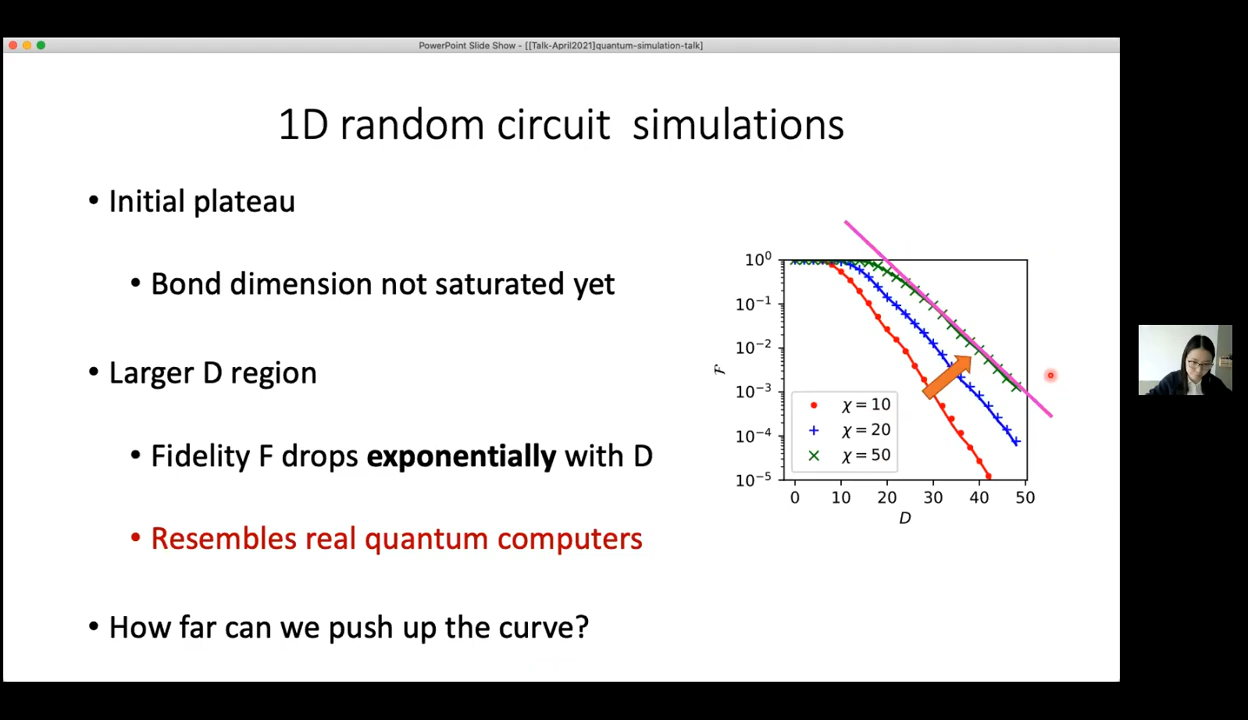 PowerPoint Slide Show - [[Talk-April2021]quantum-simulation-talk]
1D random circuit simulations
• Initial plateau
• Bond dimension not saturated yet
• Larger D region
• Fidelity F drops exponentially with D
• Resembles real quantum computers
• How far can we push up the curve?
10⁰
10⁻¹
10⁻²
10⁻³
10⁻⁴
10⁻⁵
ℱ
χ = 10
χ = 20
χ = 50
0 10 20 30 40 50
D